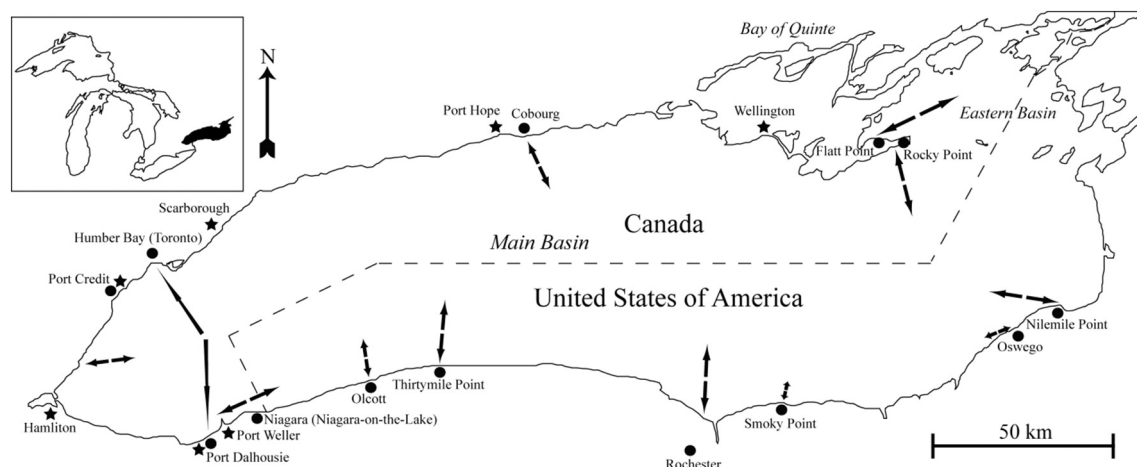 N
Bay of Quinte
Port Hope
Cobourg
Wellington
Eastern Basin
Flatt Point
Rocky Point
Scarborough
Humber Bay (Toronto)
Canada
Main Basin
Port Credit
United States of America
Nilemile Point
Oswego
Thirtymile Point
Olcott
Hamliton
Niagara (Niagara-on-the-Lake)
Smoky Point
Port Weller
Port Dalhousie
Rochester
50 km